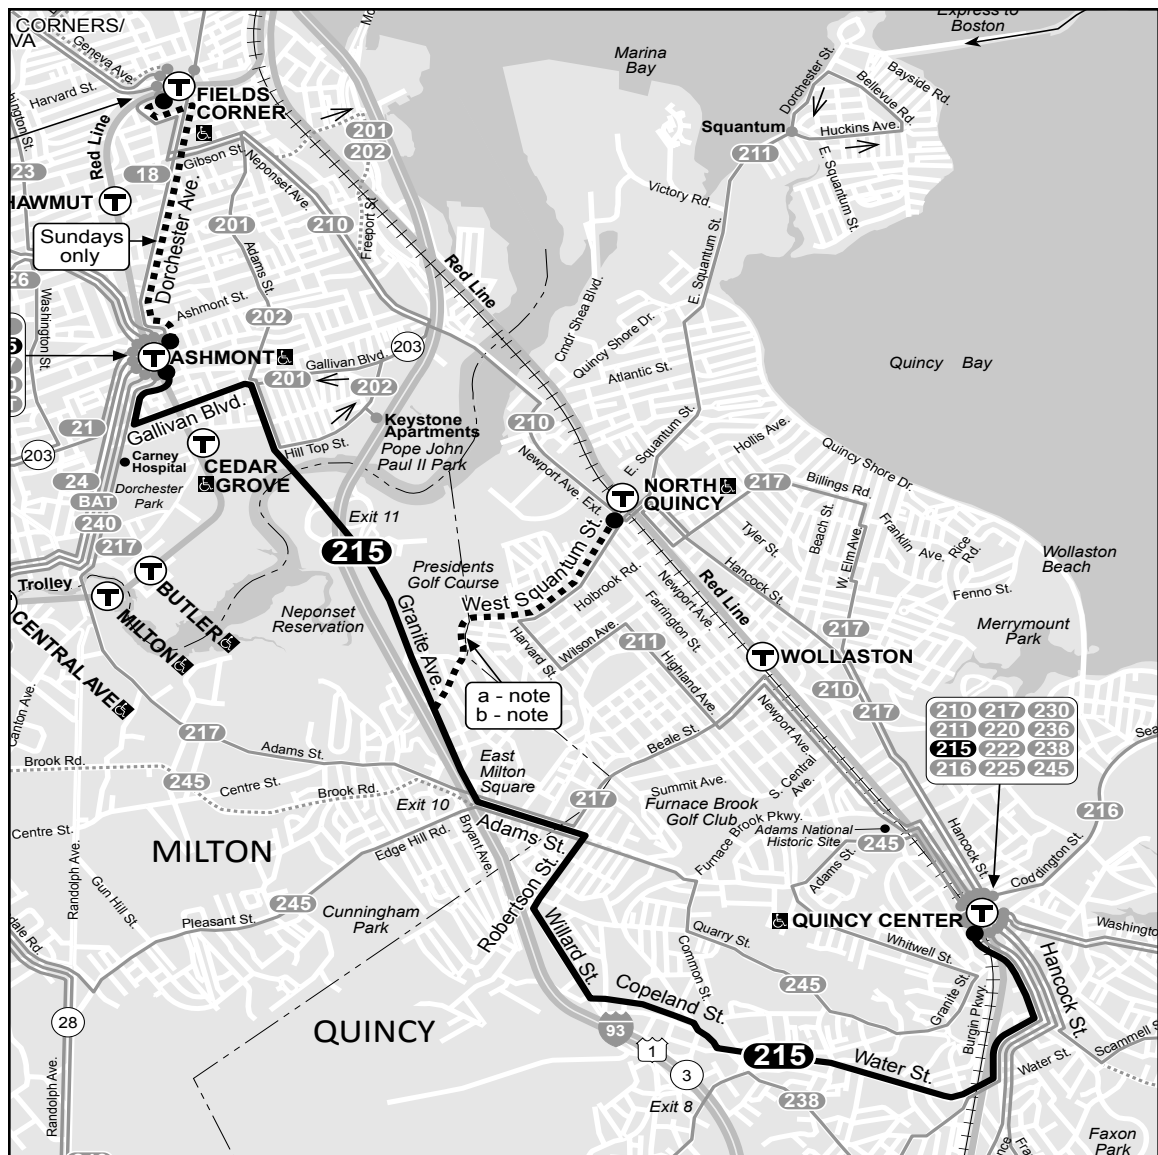 CORNERS/
VA
Geneva Ave.
Harvard St.
FIELDS
CORNER
Red Line
18
23
HAWMUT
Sundays
only
Dorchester Ave.
Gibson St.
Neponset Ave.
201
202
210
Freeport St.
201
Adams St.
202
Ashmont St.
26
Washington St.
ASHMONT
Gallivan Blvd.
203
201
202
Gallivan Blvd.
21
203
Carney
Hospital
24
Dorchester
Park
BAT
240
217
CEDAR
GROVE
Hill Top St.
Keystone
Apartments
Pope John
Paul II Park
Trolley
BUTLER
MILTON
CENTRAL AVE
Neponset
Reservation
Exit 11
215
Granite Ave.
Presidents
Golf Course
West Squantum St.
a - note
b - note
Marina
Bay
Express to
Boston
Squantum
211
Dorchester St.
Bayside Rd.
Bellevue Rd.
Huckins Ave.
E. Squantum St.
Victory Rd.
E. Squantum St.
Red Line
Cmdr Shea Blvd.
Quincy Shore Dr.
Atlantic St.
Quincy Bay
210
Newport Ave. Ext.
E. Squantum St.
Hollis Ave.
Quincy Shore Dr.
NORTH
QUINCY
217
Billings Rd.
Beach St.
Tyler St.
W. Elm Ave.
Franklin Ave.
Rice Rd.
Fenno St.
Wollaston
Beach
Merrymount
Park
Hancock St.
Holbrook Rd.
Harvard St.
Wilson Ave.
211
Farrington St.
Newport Ave.
Red Line
Highland Ave.
WOLLASTON
217
210
217
Newport Ave.
Beale St.
S. Central
Ave.
Summit Ave.
217
Furnace Brook
Golf Club
Furnace Brook Pkwy.
Adams National
Historic Site
245
Adams St.
210 217 230
211 220 236
215 222 238
216 225 245
216
Hancock St.
Coddington St.
QUINCY CENTER
Washington
Hancock St.
Canton Ave.
217
Adams St.
Brook Rd.
245
Centre St.
Brook Rd.
Exit 10
East
Milton
Square
Adams St.
Bryant Ave.
Edge Hill Rd.
Centre St.
Randolph Ave.
MILTON
Gun Hill St.
245
Pleasant St.
Cunningham
Park
Robertson St.
Willard St.
Quarry St.
Common St.
Whitwell St.
245
Granite St.
Burgin Pkwy.
Copeland St.
28
QUINCY
93
1
3
215
Water St.
Water St.
Scammell S
Exit 8
238
Randolph Ave.
Faxon
Park